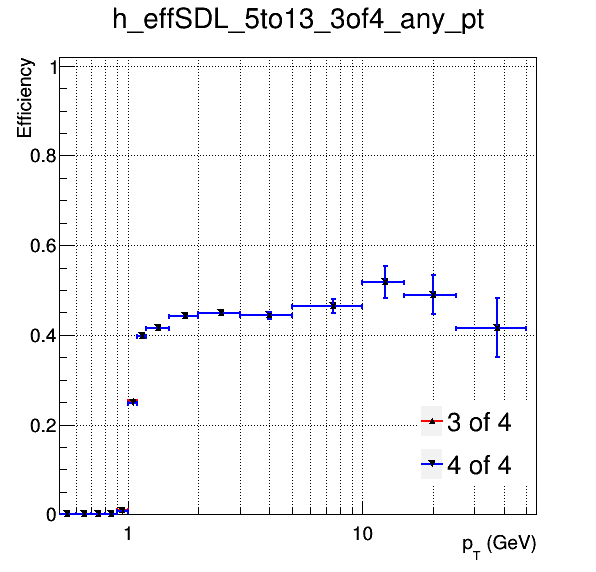 h_effSDL_5to13_3of4_any_pt
Efficiency
1
0.8
0.6
0.4
0.2
0
3 of 4
4 of 4
1 10
p_T (GeV)